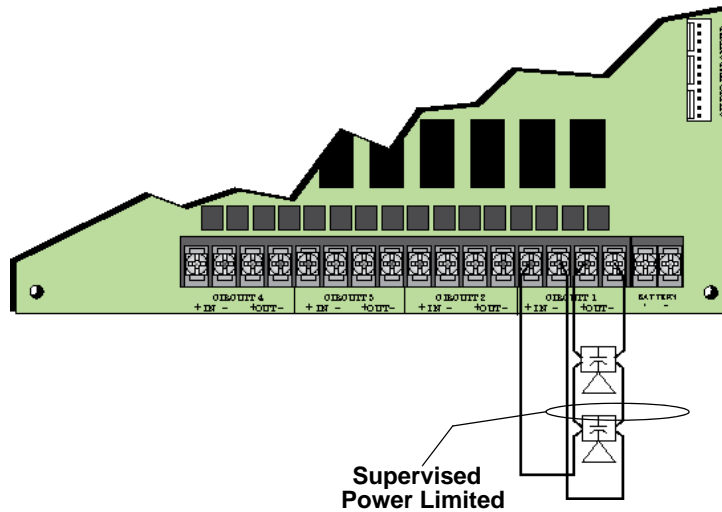 CIRCUIT 4 CIRCUIT 3 CIRCUIT 2 CIRCUIT 1 BATTERY
+ IN - +OUT- + IN - +OUT- + IN - +OUT- + IN - +OUT- + -
Supervised
Power Limited